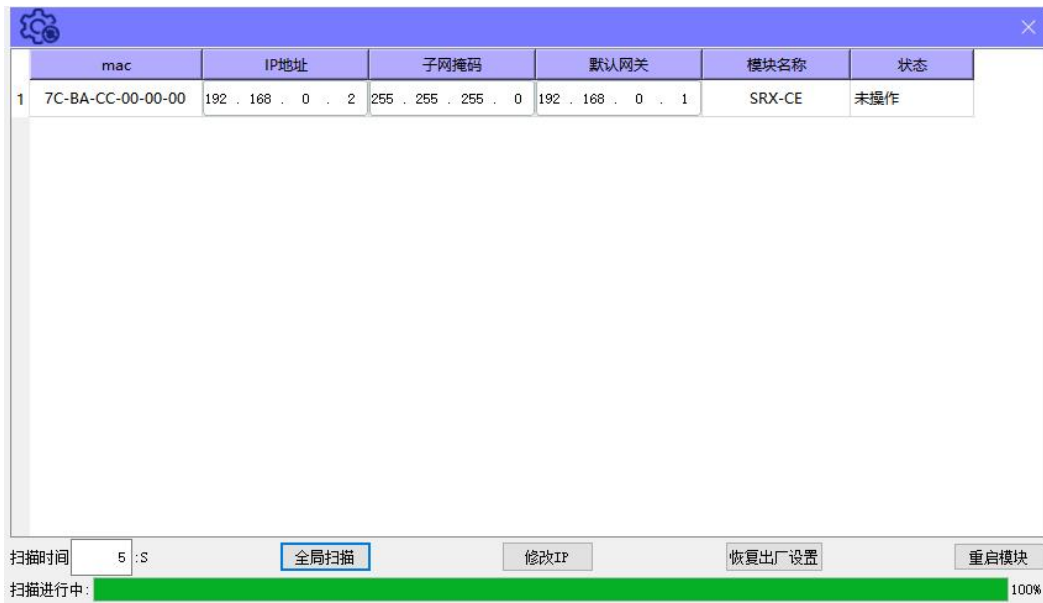 mac IP地址 子网掩码 默认网关 模块名称 状态
1 7C-BA-CC-00-00-00 192 . 168 . 0 . 2 255 . 255 . 255 . 0 192 . 168 . 0 . 1 SRX-CE 未操作
扫描时间 5 :S 全局扫描 修改IP 恢复出厂设置 重启模块
扫描进行中: 100%